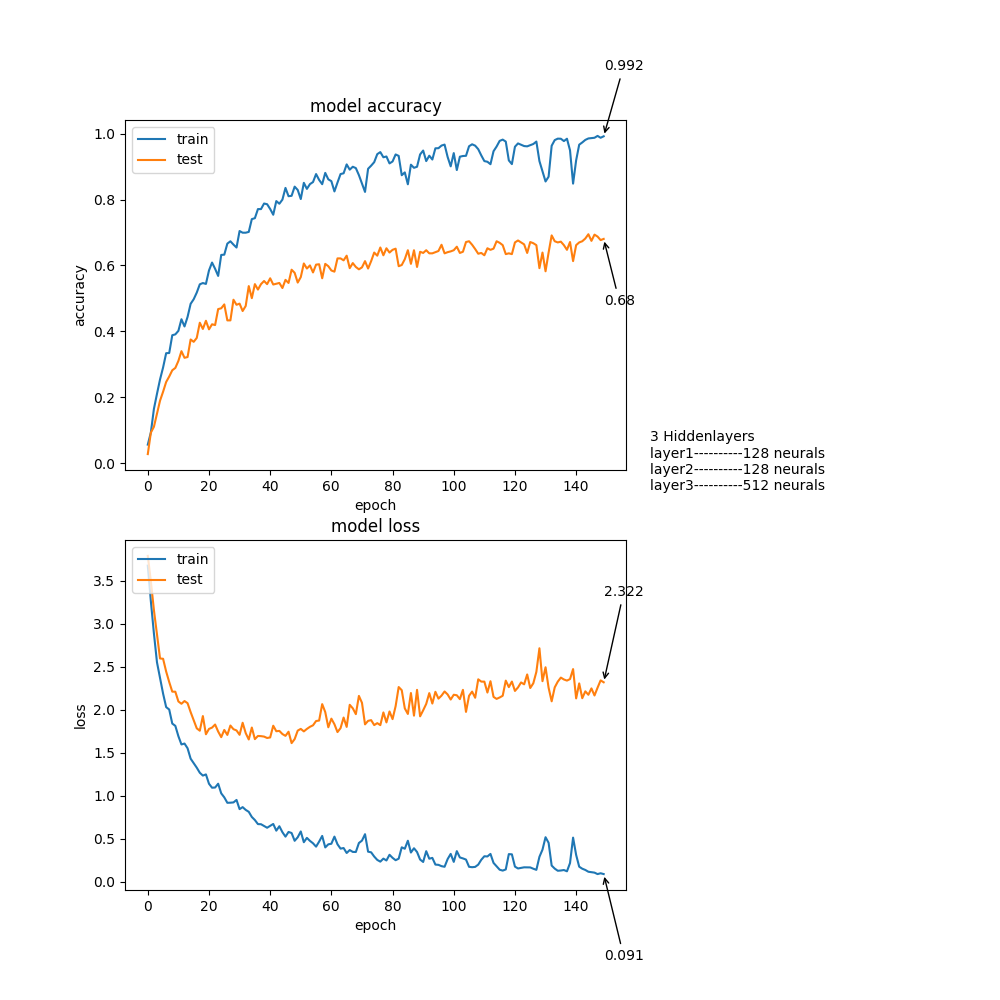 0.992
model accuracy
train
test
1.0
0.8
0.6
0.4
0.2
0.0
accuracy
0 20 40 60 80 100 120 140
epoch
0.68
3 Hiddenlayers
layer1----------128 neurals
layer2----------128 neurals
layer3----------512 neurals
model loss
train
test
3.5
3.0
2.5
2.0
1.5
1.0
0.5
0.0
loss
0 20 40 60 80 100 120 140
epoch
2.322
0.091